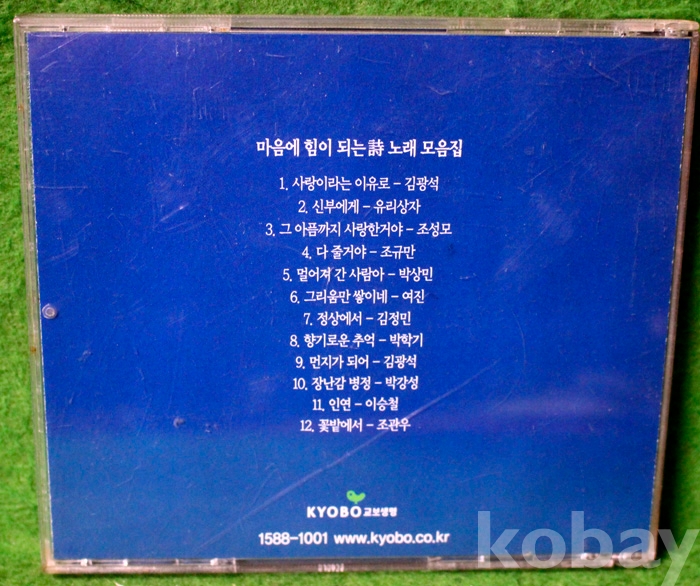 마음에 힘이 되는 詩 노래 모음집
1. 사랑이라는 이유로 - 김광석
2. 신부에게 - 유리상자
3. 그 아픔까지 사랑한거야 - 조성모
4. 다 줄거야 - 조규만
5. 멀어져 간 사람아 - 박상민
6. 그리움만 쌓이네 - 여진
7. 정상에서 - 김정민
8. 향기로운 추억 - 박학기
9. 먼지가 되어 - 김광석
10. 장난감 병정 - 박강성
11. 인연 - 이승철
12. 꽃밭에서 - 조관우
KYOBO 교보생명
1588-1001 www.kyobo.co.kr
kobay